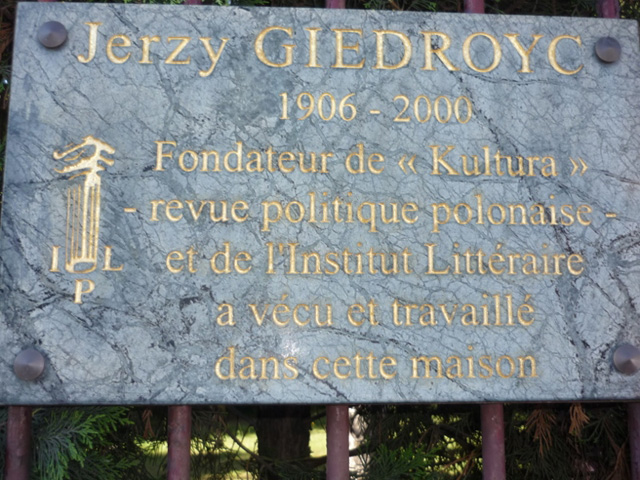 Jerzy GIEDROYC
1906 - 2000
Fondateur de « Kultura »
- revue politique polonaise -
et de l'Institut Littéraire
a vécu et travaillé
dans cette maison
I L
P